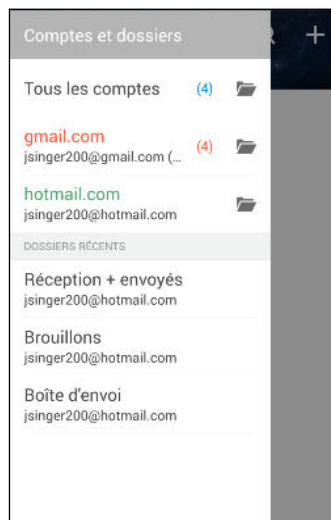 Comptes et dossiers
Tous les comptes (4)
gmail.com (4)
jsinger200@gmail.com (...
hotmail.com
jsinger200@hotmail.com
DOSSIERS RÉCENTS
Réception + envoyés
jsinger200@hotmail.com
Brouillons
jsinger200@hotmail.com
Boîte d'envoi
jsinger200@hotmail.com